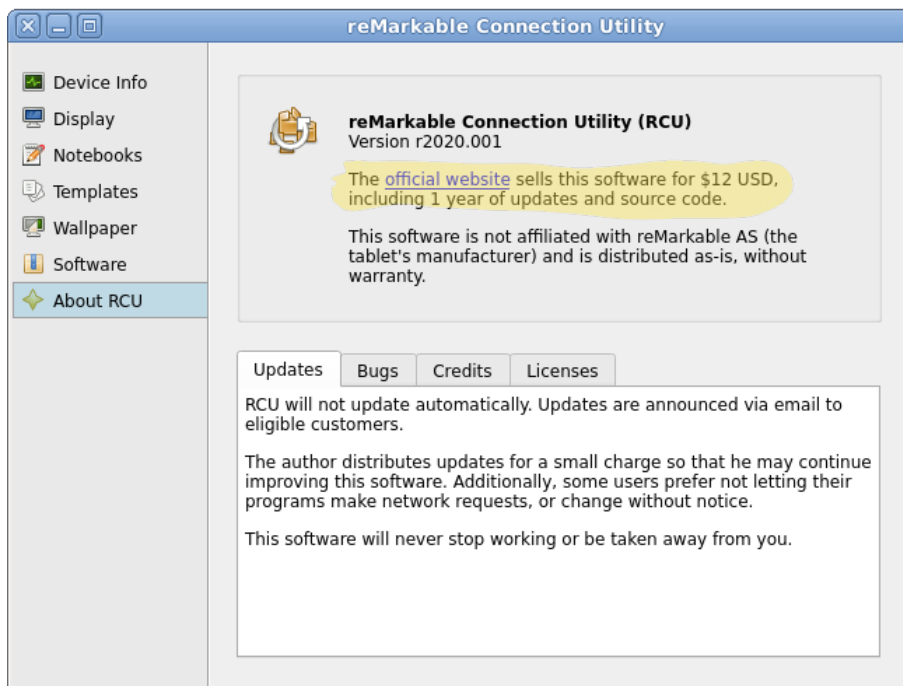 reMarkable Connection Utility
Device Info
Display
Notebooks
Templates
Wallpaper
Software
About RCU
reMarkable Connection Utility (RCU)
Version r2020.001
The official website sells this software for $12 USD,
including 1 year of updates and source code.
This software is not affiliated with reMarkable AS (the
tablet's manufacturer) and is distributed as-is, without
warranty.
Updates
Bugs
Credits
Licenses
RCU will not update automatically. Updates are announced via email to
eligible customers.
The author distributes updates for a small charge so that he may continue
improving this software. Additionally, some users prefer not letting their
programs make network requests, or change without notice.
This software will never stop working or be taken away from you.